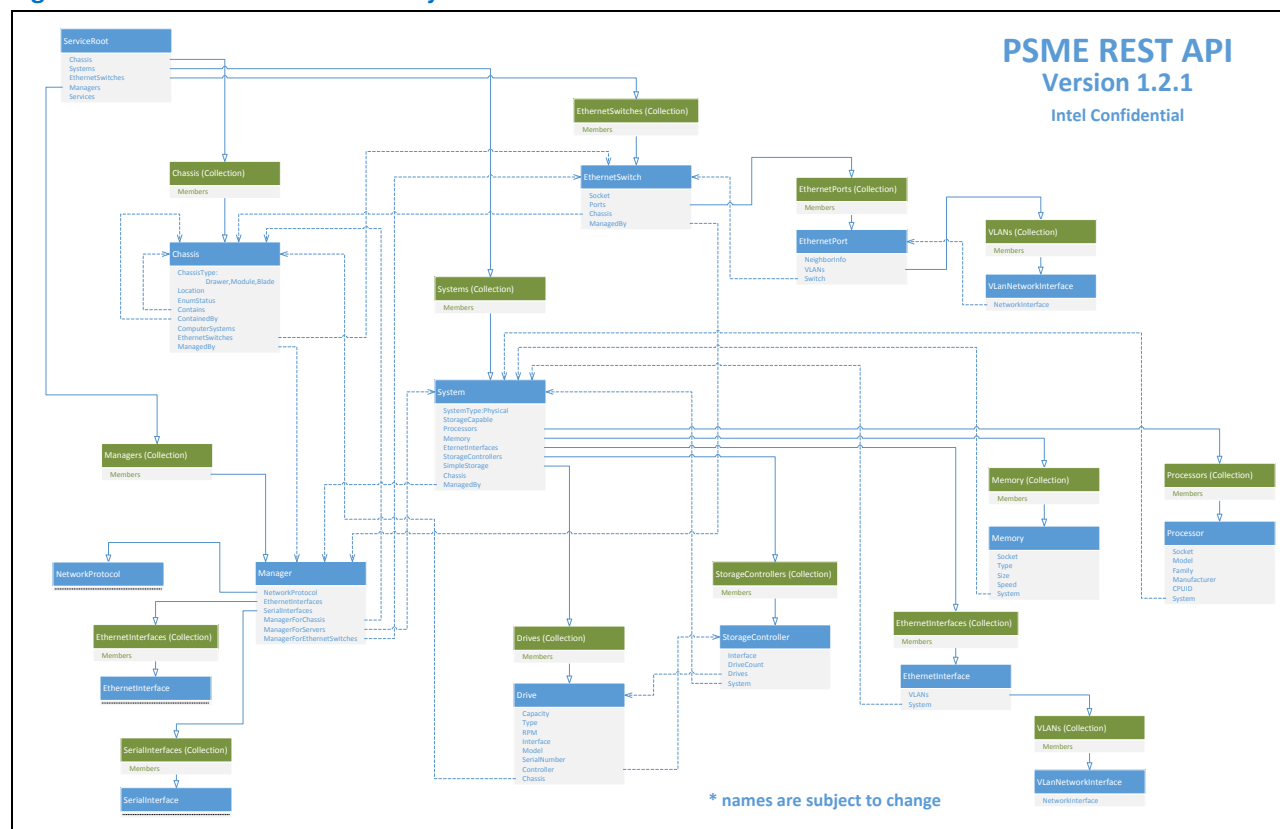 PSME REST API
Version 1.2.1
Intel Confidential
ServiceRoot
Chassis
Systems
EthernetSwitches
Managers
Services
EthernetSwitches (Collection)
Members
Chassis (Collection)
Members
EthernetSwitch
Socket
Ports
Chassis
ManagedBy
EthernetPorts (Collection)
Members
EthernetPort
NeighborInfo
VLANs
Switch
VLANs (Collection)
Members
VLanNetworkInterface
NetworkInterface
Chassis
ChassisType:
Drawer,Module,Blade
Location
EnumStatus
Contains
ContainedBy
ComputerSystems
EthernetSwitches
ManagedBy
Systems (Collection)
Members
System
SystemType:Physical
StorageCapable
Processors
Memory
EternetInterfaces
StorageControllers
SimpleStorage
Chassis
ManagedBy
Managers (Collection)
Members
Memory (Collection)
Members
Memory
Socket
Type
Size
Speed
System
Processors (Collection)
Members
Processor
Socket
Model
Family
Manufacturer
CPUID
System
NetworkProtocol
Manager
NetworkProtocol
EthernetInterfaces
SerialInterfaces
ManagerForChassis
ManagerForServers
ManagerForEthernetSwitches
EthernetInterfaces (Collection)
Members
EthernetInterface
SerialInterfaces (Collection)
Members
SerialInterface
Drives (Collection)
Members
Drive
Capacity
Type
RPM
Interface
Model
SerialNumber
Controller
Chassis
StorageControllers (Collection)
Members
StorageController
Interface
DriveCount
Drives
System
EthernetInterfaces (Collection)
Members
EthernetInterface
VLANs
System
VLANs (Collection)
Members
VLanNetworkInterface
NetworkInterface
* names are subject to change